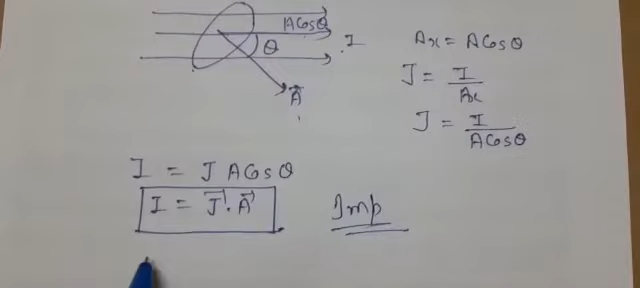 ACosθ
θ
I
A⃗
Ax = ACosθ
J = I / Ax
J = I / ACosθ
I = J ACosθ
I = J⃗ . A⃗
Imp